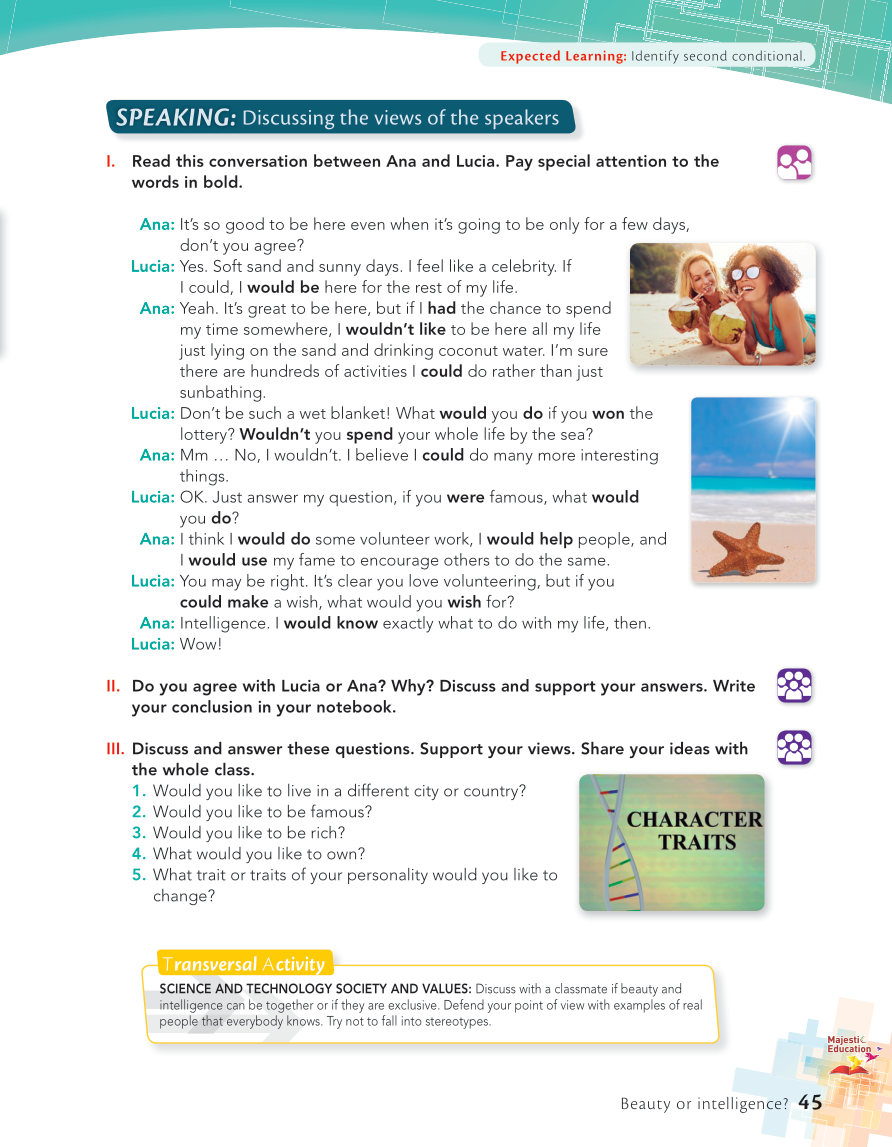 Expected Learning: Identify second conditional.
SPEAKING: Discussing the views of the speakers
I. Read this conversation between Ana and Lucia. Pay special attention to the
words in bold.
Ana: It's so good to be here even when it's going to be only for a few days,
don't you agree?
Lucia: Yes. Soft sand and sunny days. I feel like a celebrity. If
I could, I would be here for the rest of my life.
Ana: Yeah. It's great to be here, but if I had the chance to spend
my time somewhere, I wouldn't like to be here all my life
just lying on the sand and drinking coconut water. I'm sure
there are hundreds of activities I could do rather than just
sunbathing.
Lucia: Don't be such a wet blanket! What would you do if you won the
lottery? Wouldn't you spend your whole life by the sea?
Ana: Mm … No, I wouldn't. I believe I could do many more interesting
things.
Lucia: OK. Just answer my question, if you were famous, what would
you do?
Ana: I think I would do some volunteer work, I would help people, and
I would use my fame to encourage others to do the same.
Lucia: You may be right. It's clear you love volunteering, but if you
could make a wish, what would you wish for?
Ana: Intelligence. I would know exactly what to do with my life, then.
Lucia: Wow!
II. Do you agree with Lucia or Ana? Why? Discuss and support your answers. Write
your conclusion in your notebook.
III. Discuss and answer these questions. Support your views. Share your ideas with
the whole class.
1. Would you like to live in a different city or country?
2. Would you like to be famous?
3. Would you like to be rich?
4. What would you like to own?
5. What trait or traits of your personality would you like to
change?
CHARACTER
TRAITS
Transversal Activity
SCIENCE AND TECHNOLOGY SOCIETY AND VALUES: Discuss with a classmate if beauty and
intelligence can be together or if they are exclusive. Defend your point of view with examples of real
people that everybody knows. Try not to fall into stereotypes.
Majestic
Education
Beauty or intelligence? 45